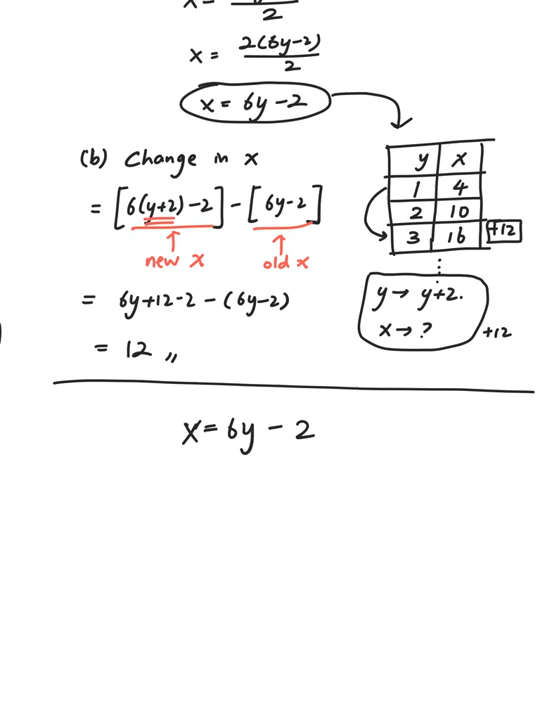 2
x = 2(6y-2)/2
x = 6y-2
(b) Change in x
= [6(y+2)-2] - [6y-2]
new x
old x
= 6y+12-2-(6y-2)
= 12 ,,
y x
1 4
2 10
3 16 +12
y → y+2.
x → ? +12
x = 6y - 2